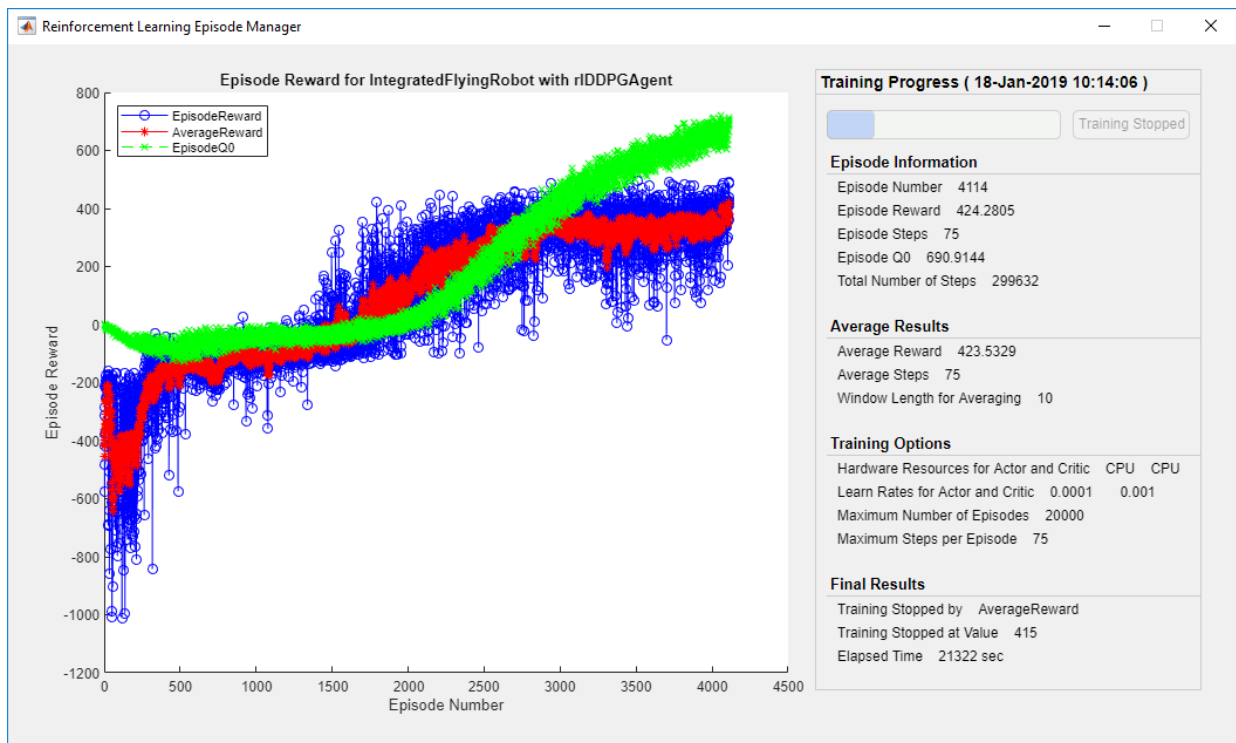 Reinforcement Learning Episode Manager
Episode Reward for IntegratedFlyingRobot with rlDDPGAgent
800
600
400
200
0
-200
-400
-600
-800
-1000
-1200
Episode Reward
EpisodeReward
AverageReward
EpisodeQ0
0 500 1000 1500 2000 2500 3000 3500 4000 4500
Episode Number
Training Progress ( 18-Jan-2019 10:14:06 )
Training Stopped
Episode Information
Episode Number 4114
Episode Reward 424.2805
Episode Steps 75
Episode Q0 690.9144
Total Number of Steps 299632
Average Results
Average Reward 423.5329
Average Steps 75
Window Length for Averaging 10
Training Options
Hardware Resources for Actor and Critic CPU CPU
Learn Rates for Actor and Critic 0.0001 0.001
Maximum Number of Episodes 20000
Maximum Steps per Episode 75
Final Results
Training Stopped by AverageReward
Training Stopped at Value 415
Elapsed Time 21322 sec